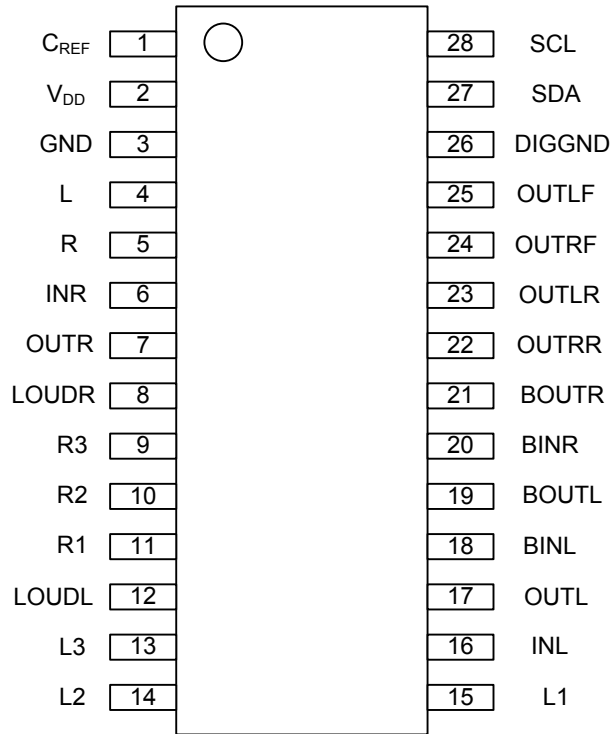 CREF 1 28 SCL
VDD 2 27 SDA
GND 3 26 DIGGND
L 4 25 OUTLF
R 5 24 OUTRF
INR 6 23 OUTLR
OUTR 7 22 OUTRR
LOUDR 8 21 BOUTR
R3 9 20 BINR
R2 10 19 BOUTL
R1 11 18 BINL
LOUDL 12 17 OUTL
L3 13 16 INL
L2 14 15 L1